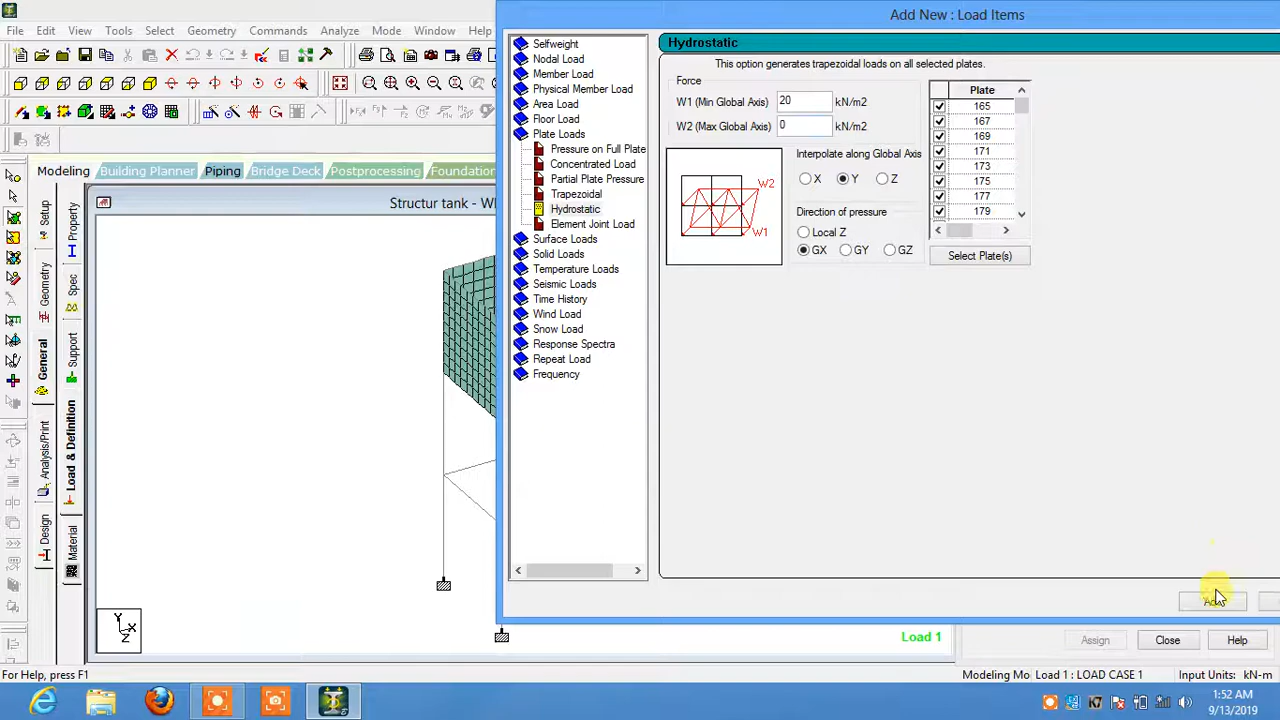 Add New : Load Items
File Edit View Tools Select Geometry Commands Analyze Mode Window Help
Selfweight
Nodal Load
Member Load
Physical Member Load
Area Load
Floor Load
Plate Loads
Pressure on Full Plate
Concentrated Load
Partial Plate Pressure
Trapezoidal
Hydrostatic
Element Joint Load
Surface Loads
Solid Loads
Temperature Loads
Seismic Loads
Time History
Wind Load
Snow Load
Response Spectra
Repeat Load
Frequency
Hydrostatic
This option generates trapezoidal loads on all selected plates.
Force
W1 (Min Global Axis) 20 kN/m2
W2 (Max Global Axis) 0 kN/m2
W2
W1
Interpolate along Global Axis
X Y Z
Direction of pressure
Local Z
GX GY GZ
Plate
165
167
169
171
173
175
177
179
Select Plate(s)
Modeling Building Planner Piping Bridge Deck Postprocessing Foundation
Structur tank - Wh
Setup
Geometry
General
Analysis/Print
Design
Property
Spec
Support
Load & Definition
Material
Y
X
Z
Load 1
Assign Close Help
For Help, press F1
Modeling Mo Load 1 : LOAD CASE 1 Input Units: kN-m
1:52 AM
9/13/2019